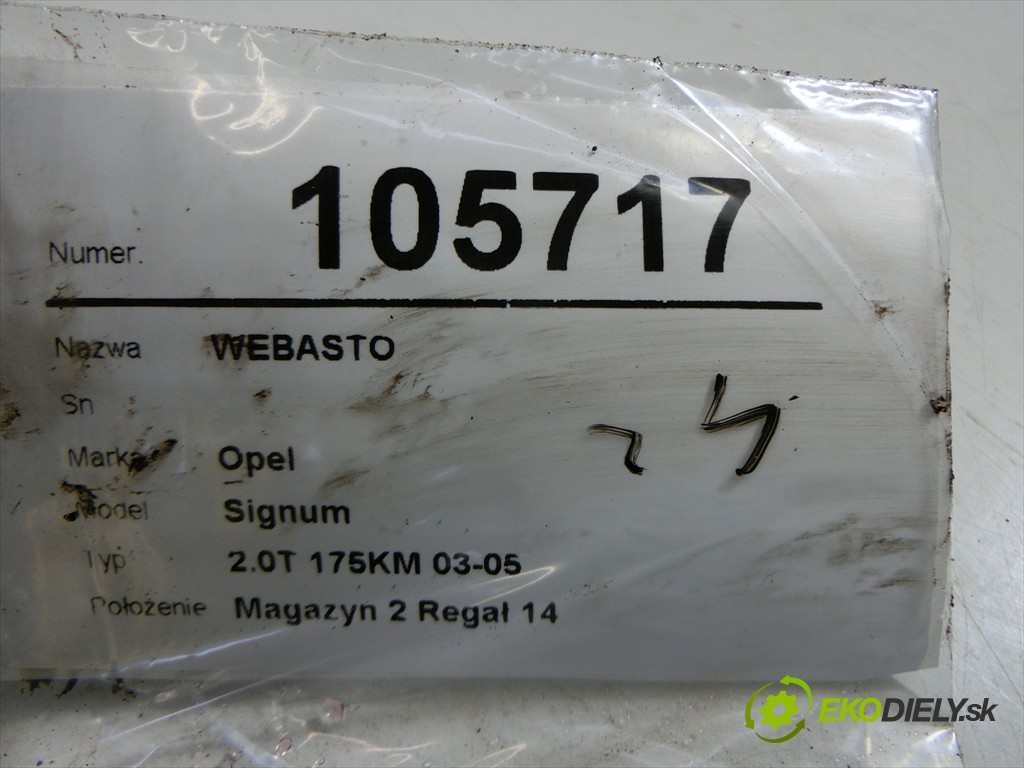 Numer. 105717
Nazwa WEBASTO
Sn
Marka Opel
Model Signum
Typ 2.0T 175KM 03-05
Położenie Magazyn 2 Regał 14
EKODIELY.sk